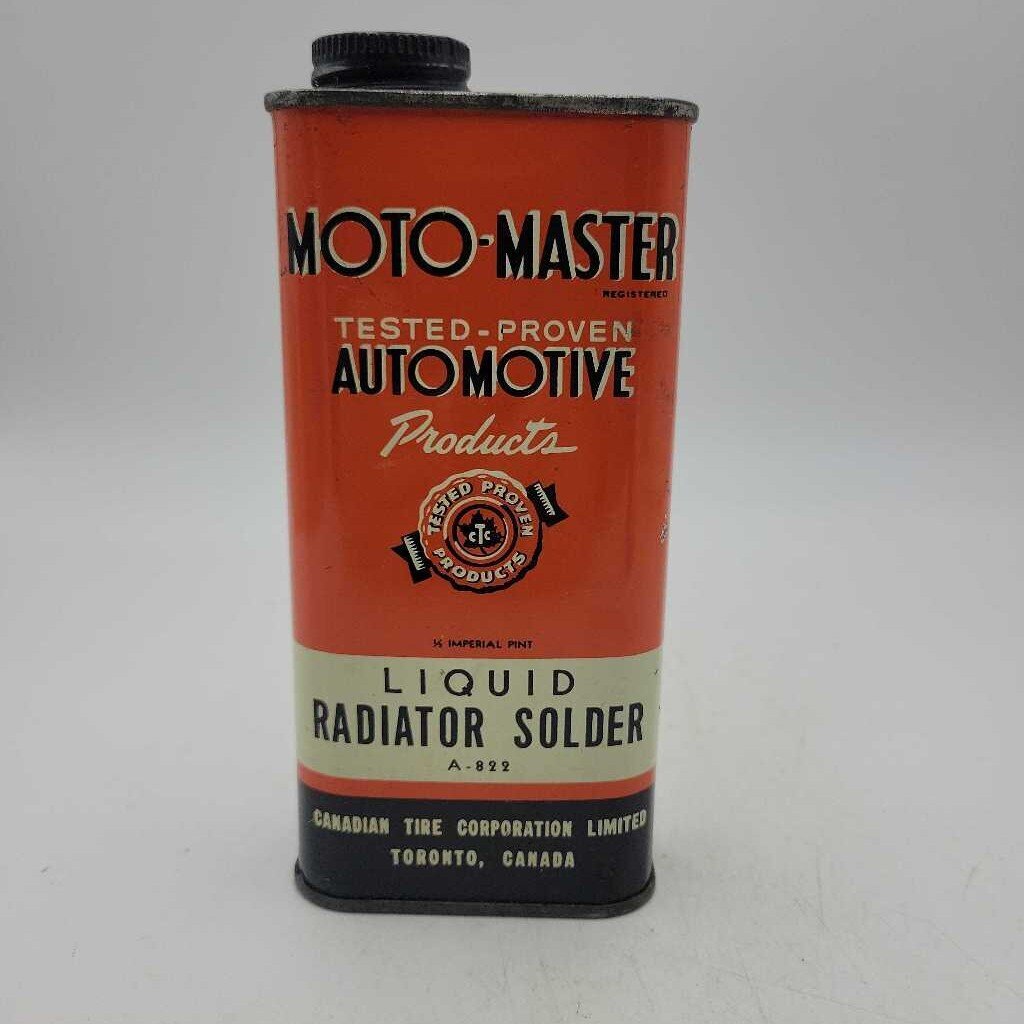 MOTO-MASTER
REGISTERED
TESTED-PROVEN
AUTOMOTIVE
Products
TESTED PROVEN
CTC
PRODUCTS
½ IMPERIAL PINT
LIQUID
RADIATOR SOLDER
A-822
CANADIAN TIRE CORPORATION LIMITED
TORONTO, CANADA